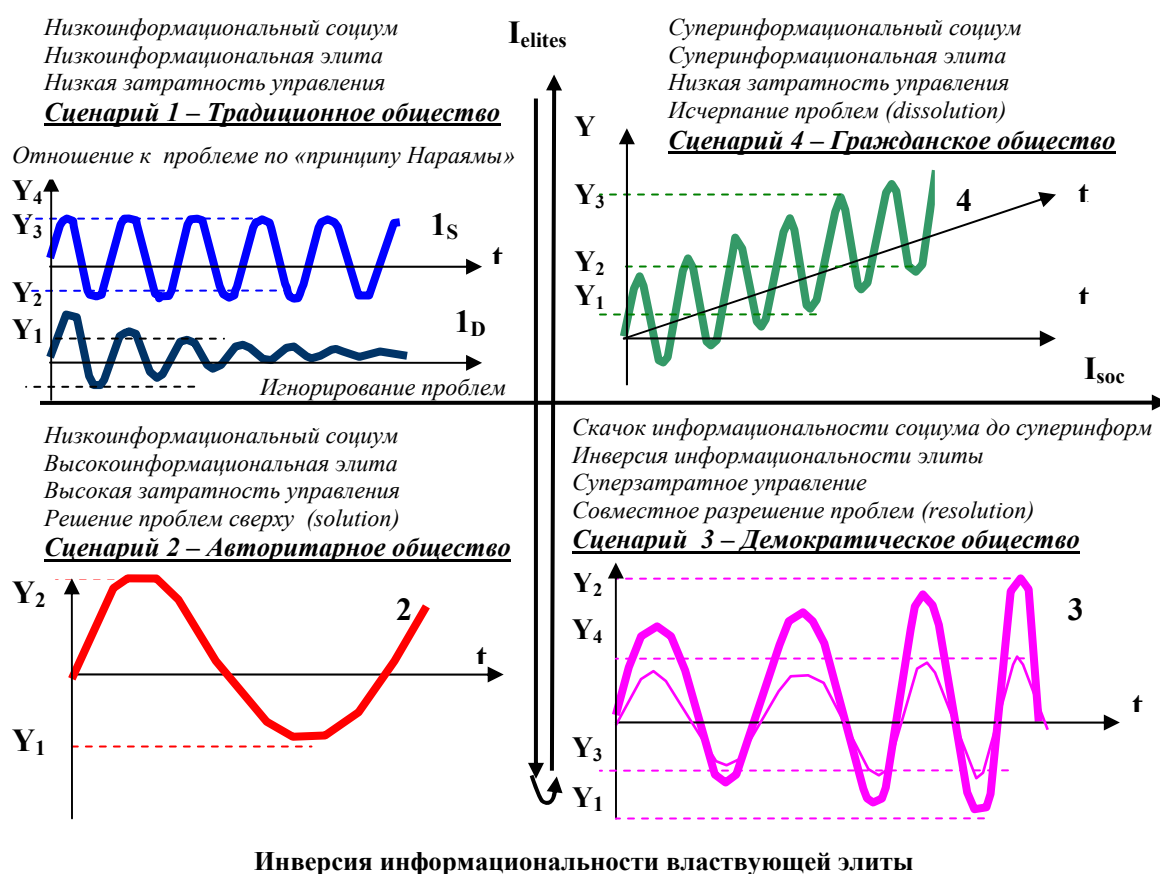 Низкоинформациональный социум
Низкоинформациональная элита
Низкая затратность управления
Сценарий 1 – Традиционное общество
Отношение к проблеме по «принципу Нараямы»
Y4
Y3
1S
t
Y2
Y1
1D
Игнорирование проблем
Ielites
Суперинформациональный социум
Суперинформациональная элита
Низкая затратность управления
Исчерпание проблем (dissolution)
Сценарий 4 – Гражданское общество
Y
Y3
4
t
Y2
Y1
t
Isoc
Низкоинформациональный социум
Высокоинформациональная элита
Высокая затратность управления
Решение проблем сверху (solution)
Сценарий 2 – Авторитарное общество
Y2
2
t
Y1
Скачок информациональности социума до суперинформ
Инверсия информациональности элиты
Суперзатратное управление
Совместное разрешение проблем (resolution)
Сценарий 3 – Демократическое общество
Y2
3
Y4
t
Y3
Y1
Инверсия информациональности властвующей элиты